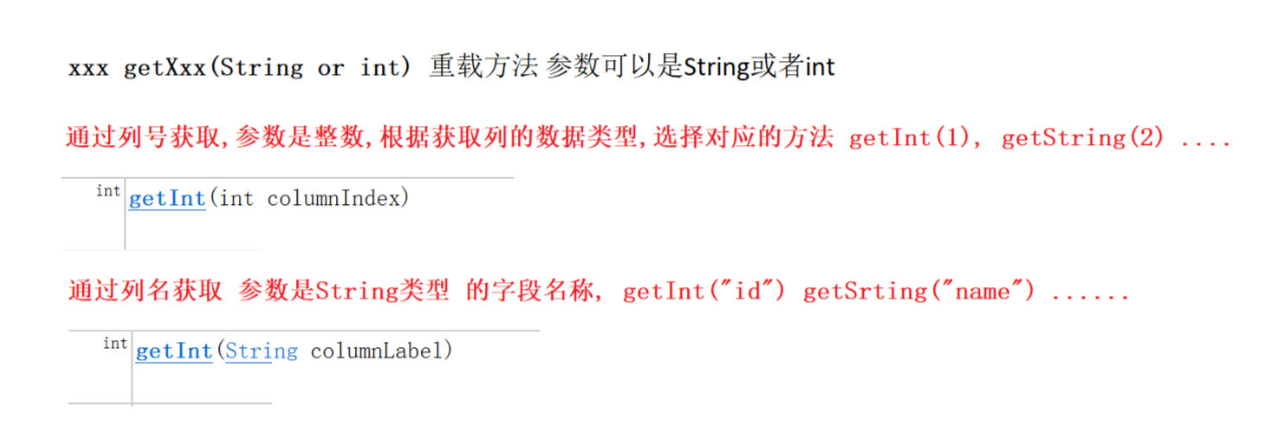 xxx getXxx(String or int) 重载方法 参数可以是String或者int
通过列号获取,参数是整数,根据获取列的数据类型,选择对应的方法 getInt(1), getString(2) ....
int getInt(int columnIndex)
通过列名获取 参数是String类型 的字段名称, getInt("id") getSrting("name") ......
int getInt(String columnLabel)